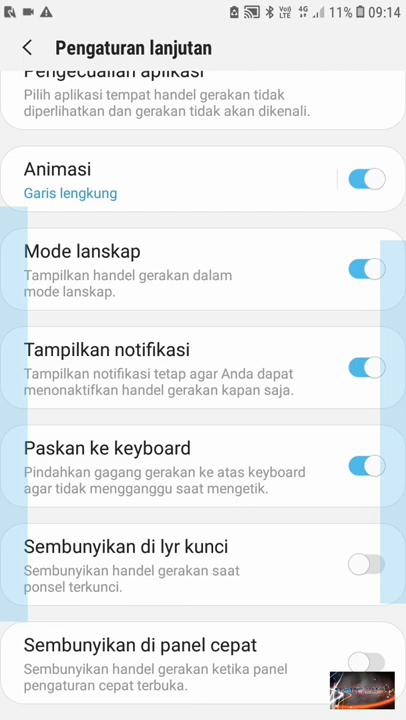 11% 09:14
Pengaturan lanjutan
Pengecualian aplikasi
Pilih aplikasi tempat handel gerakan tidak
diperlihatkan dan gerakan tidak akan dikenali.
Animasi
Garis lengkung
Mode lanskap
Tampilkan handel gerakan dalam
mode lanskap.
Tampilkan notifikasi
Tampilkan notifikasi tetap agar Anda dapat
menonaktifkan handel gerakan kapan saja.
Paskan ke keyboard
Pindahkan gagang gerakan ke atas keyboard
agar tidak mengganggu saat mengetik.
Sembunyikan di lyr kunci
Sembunyikan handel gerakan saat
ponsel terkunci.
Sembunyikan di panel cepat
Sembunyikan handel gerakan ketika panel
pengaturan cepat terbuka.